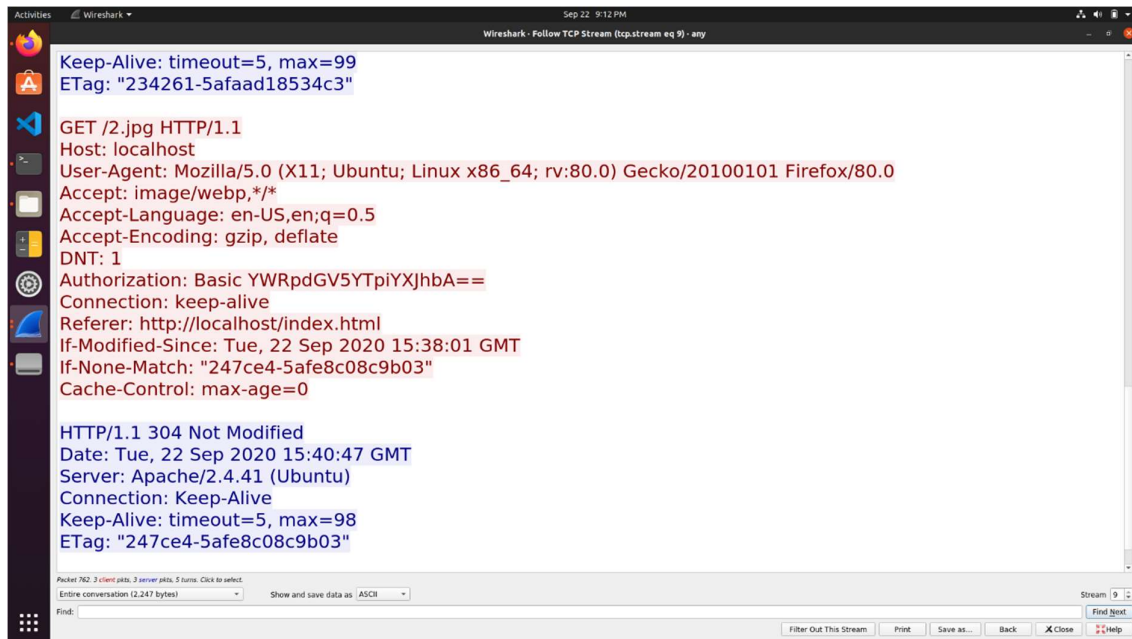 Activities
Wireshark
Sep 22 9:12 PM
Wireshark · Follow TCP Stream (tcp.stream eq 9) · any
Keep-Alive: timeout=5, max=99
ETag: "234261-5afaad18534c3"
GET /2.jpg HTTP/1.1
Host: localhost
User-Agent: Mozilla/5.0 (X11; Ubuntu; Linux x86_64; rv:80.0) Gecko/20100101 Firefox/80.0
Accept: image/webp,*/*
Accept-Language: en-US,en;q=0.5
Accept-Encoding: gzip, deflate
DNT: 1
Authorization: Basic YWRpdGV5YTpiYXJhbA==
Connection: keep-alive
Referer: http://localhost/index.html
If-Modified-Since: Tue, 22 Sep 2020 15:38:01 GMT
If-None-Match: "247ce4-5afe8c08c9b03"
Cache-Control: max-age=0
HTTP/1.1 304 Not Modified
Date: Tue, 22 Sep 2020 15:40:47 GMT
Server: Apache/2.4.41 (Ubuntu)
Connection: Keep-Alive
Keep-Alive: timeout=5, max=98
ETag: "247ce4-5afe8c08c9b03"
Packet 762. 3 client pkts, 3 server pkts, 5 turns. Click to select.
Entire conversation (2,247 bytes)
Show and save data as ASCII
Stream 9
Find:
Find Next
Filter Out This Stream
Print
Save as...
Back
Close
Help